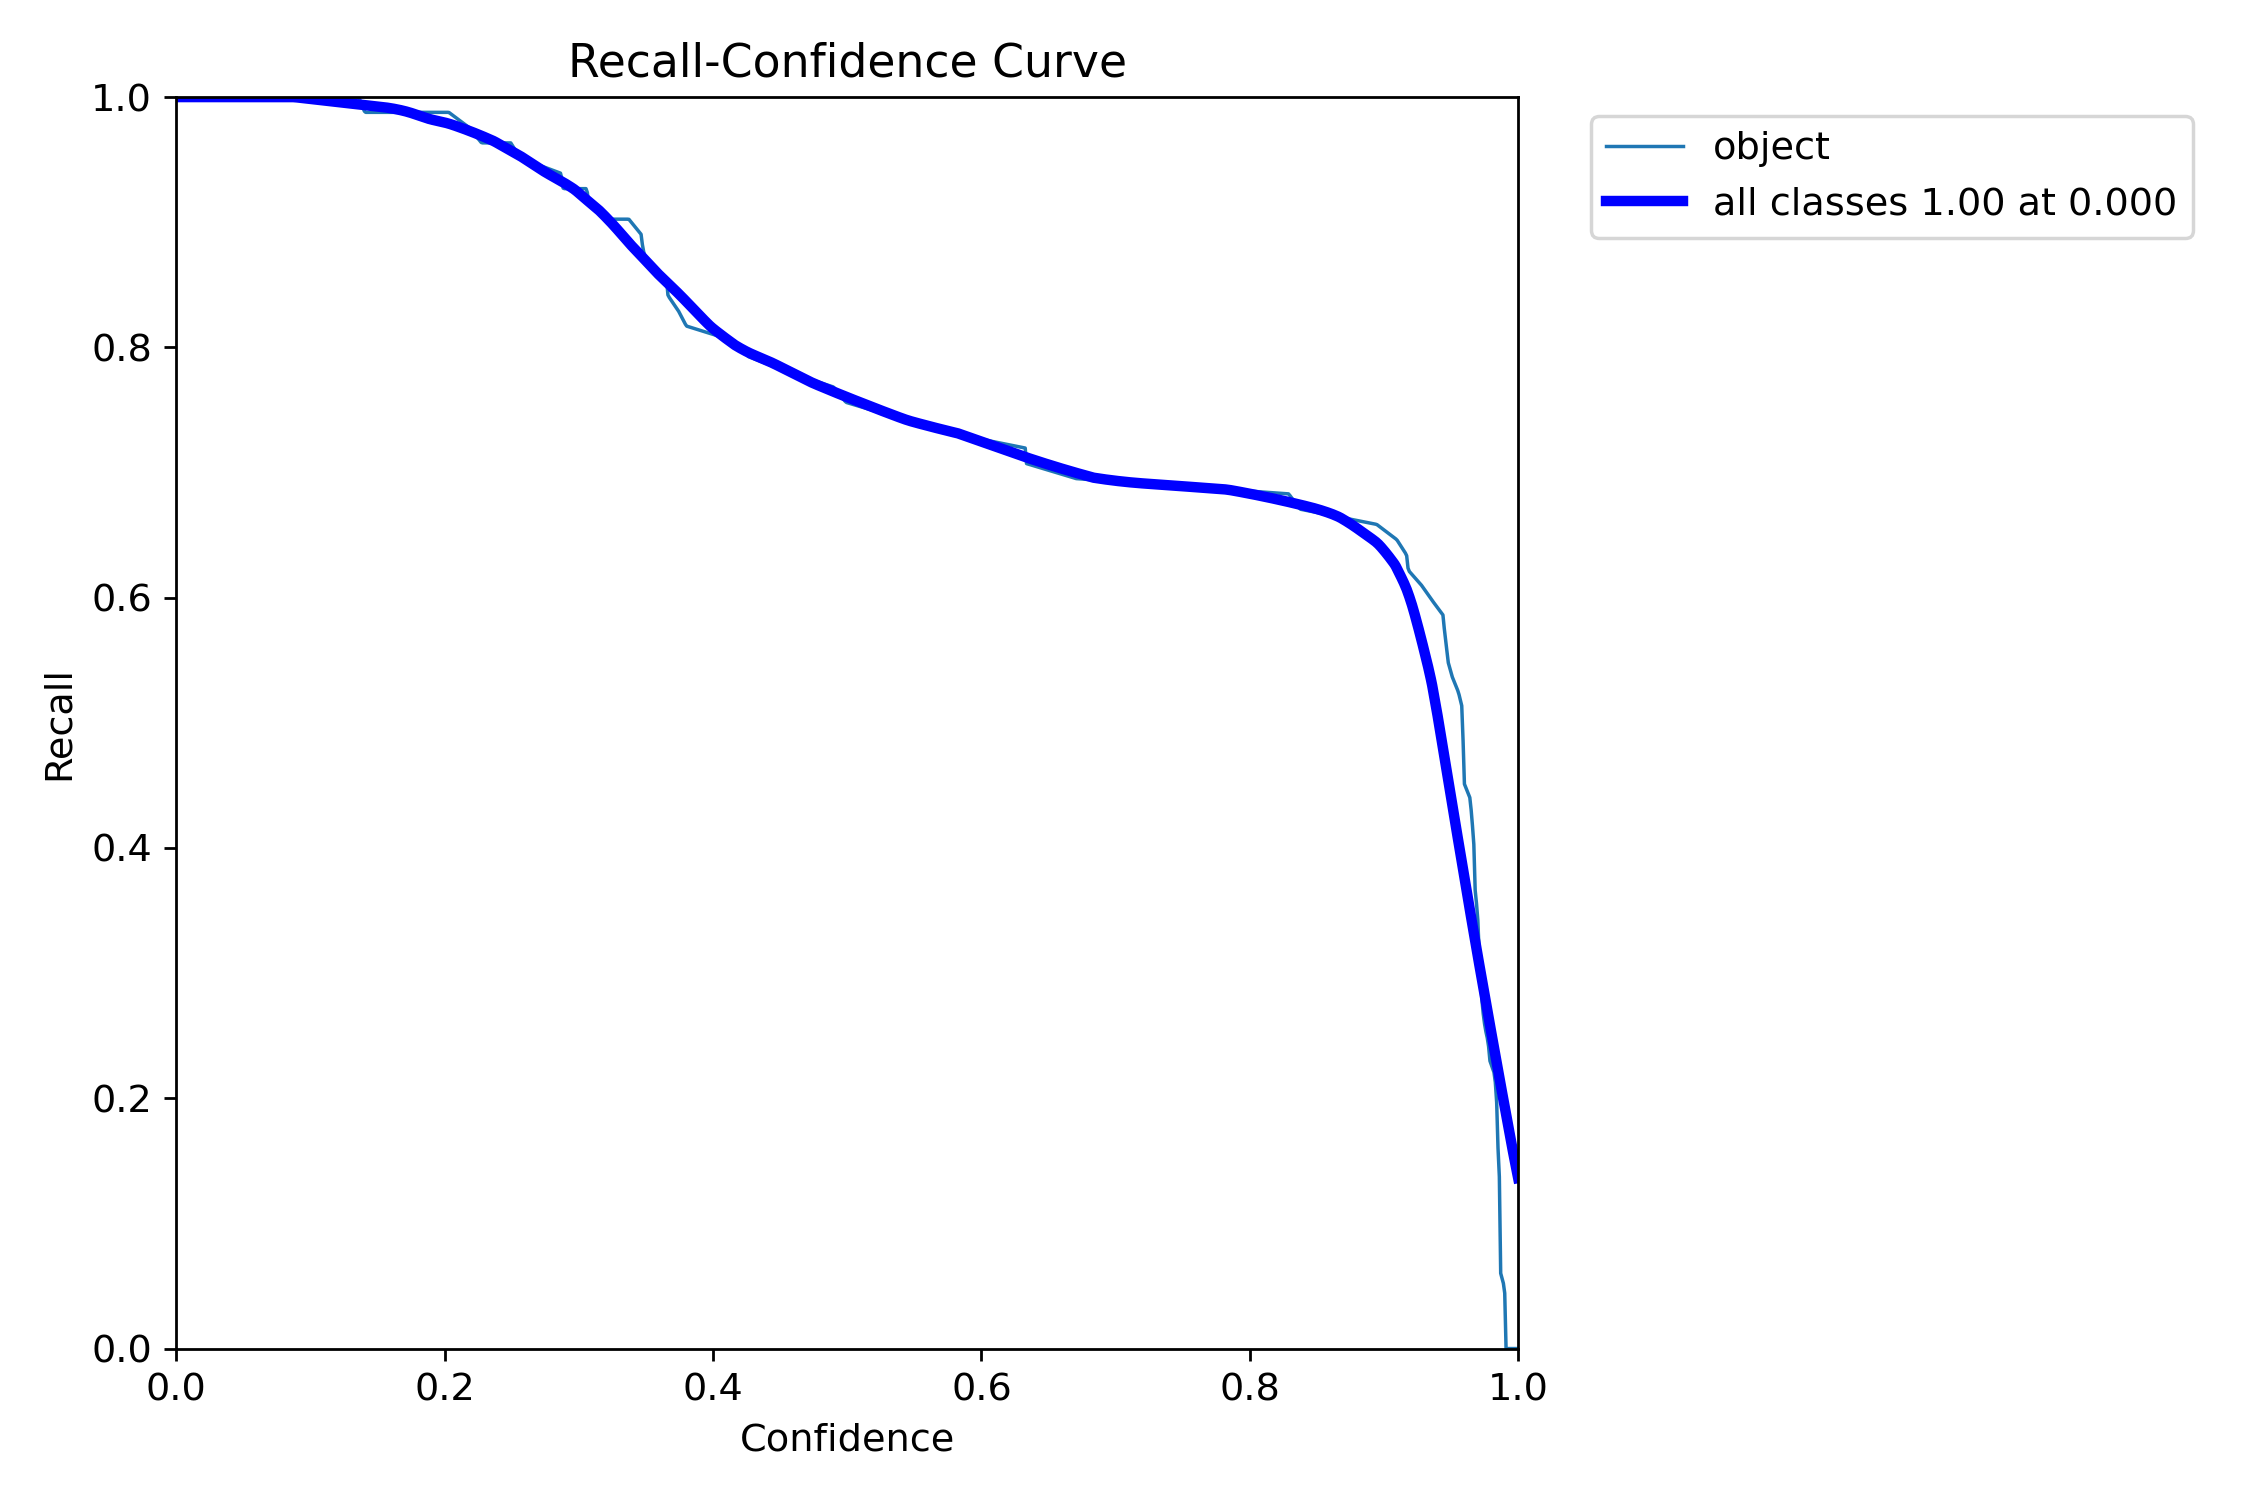 Recall-Confidence Curve
object
all classes 1.00 at 0.000
1.0
0.8
0.6
0.4
0.2
0.0
Recall
0.0 0.2 0.4 0.6 0.8 1.0
Confidence